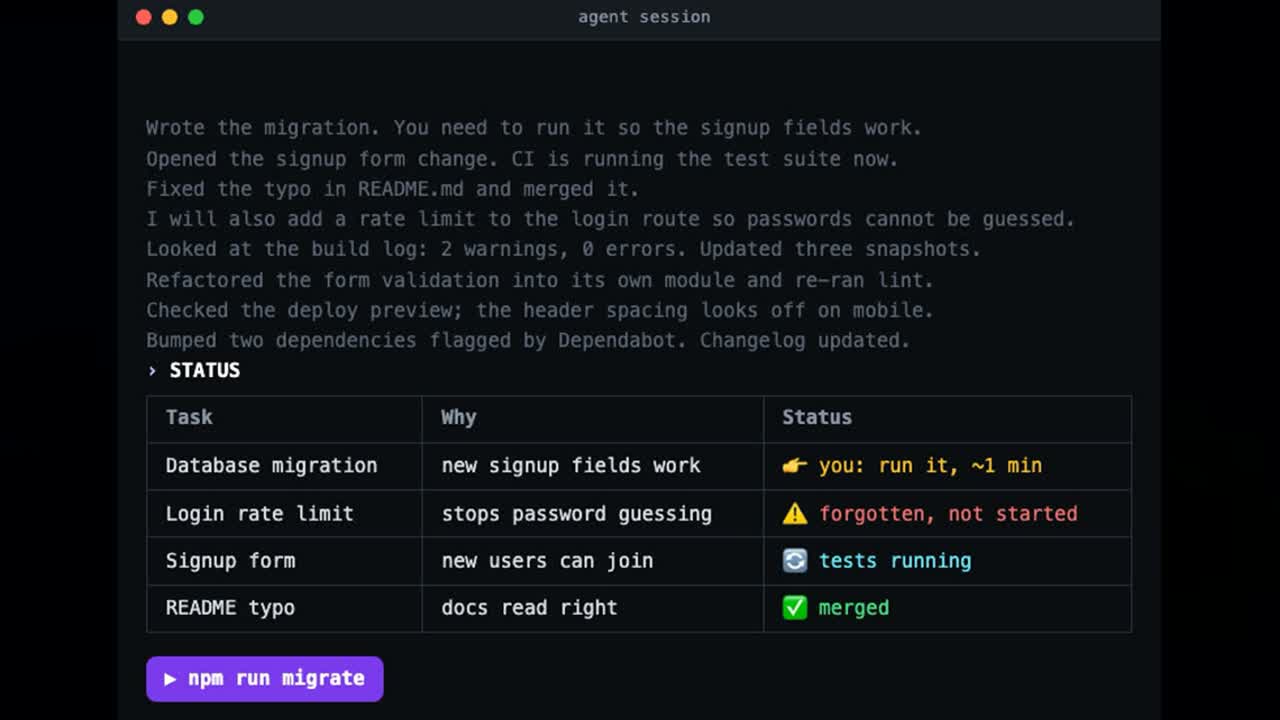 agent session
Wrote the migration. You need to run it so the signup fields work.
Opened the signup form change. CI is running the test suite now.
Fixed the typo in README.md and merged it.
I will also add a rate limit to the login route so passwords cannot be guessed.
Looked at the build log: 2 warnings, 0 errors. Updated three snapshots.
Refactored the form validation into its own module and re-ran lint.
Checked the deploy preview; the header spacing looks off on mobile.
Bumped two dependencies flagged by Dependabot. Changelog updated.
› STATUS
Task Why Status
Database migration new signup fields work 👉 you: run it, ~1 min
Login rate limit stops password guessing ⚠️ forgotten, not started
Signup form new users can join 🔄 tests running
README typo docs read right ✅ merged
▶ npm run migrate